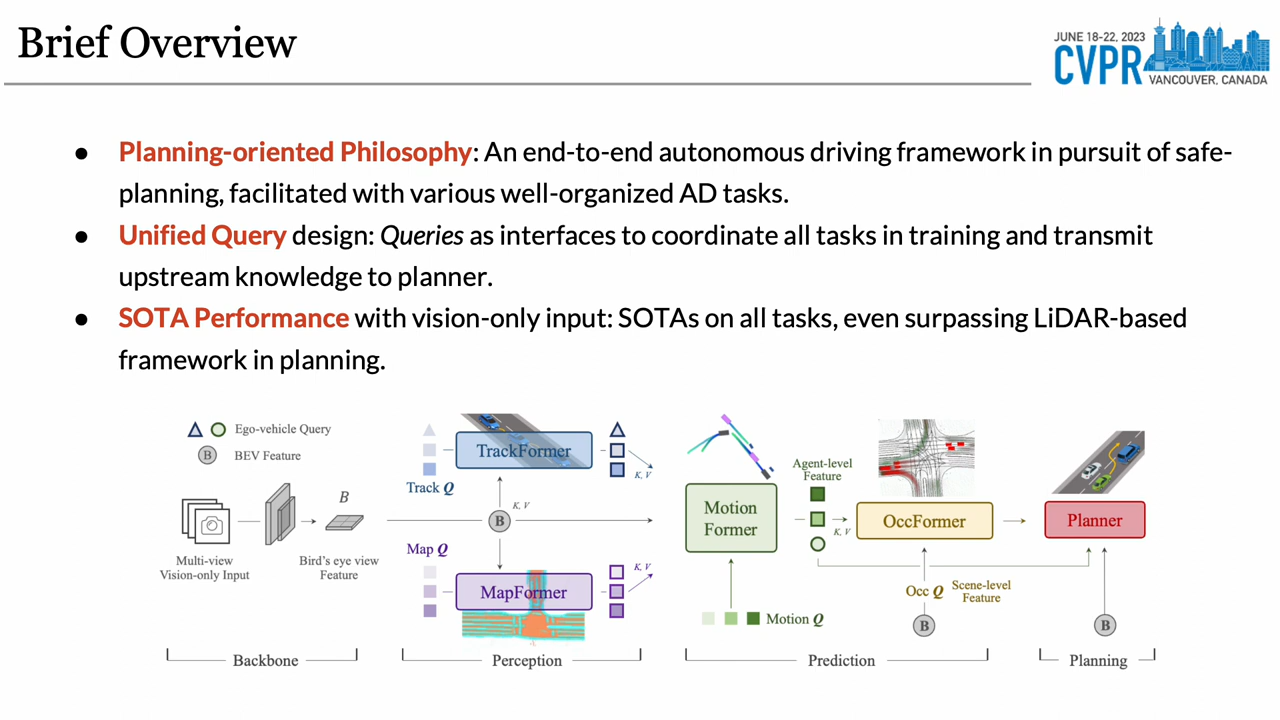 Brief Overview
JUNE 18-22, 2023
CVPR
VANCOUVER, CANADA
● Planning-oriented Philosophy: An end-to-end autonomous driving framework in pursuit of safe-
planning, facilitated with various well-organized AD tasks.
● Unified Query design: Queries as interfaces to coordinate all tasks in training and transmit
upstream knowledge to planner.
● SOTA Performance with vision-only input: SOTAs on all tasks, even surpassing LiDAR-based
framework in planning.
Ego-vehicle Query
B BEV Feature
Multi-view
Vision-only Input
B
Bird's eye view
Feature
Backbone
TrackFormer
Track Q
K, V
K, V
B
Map Q
K, V
MapFormer
Perception
Motion
Former
Motion Q
Agent-level
Feature
K, V
OccFormer
Occ Q
Scene-level
Feature
B
Prediction
Planner
B
Planning